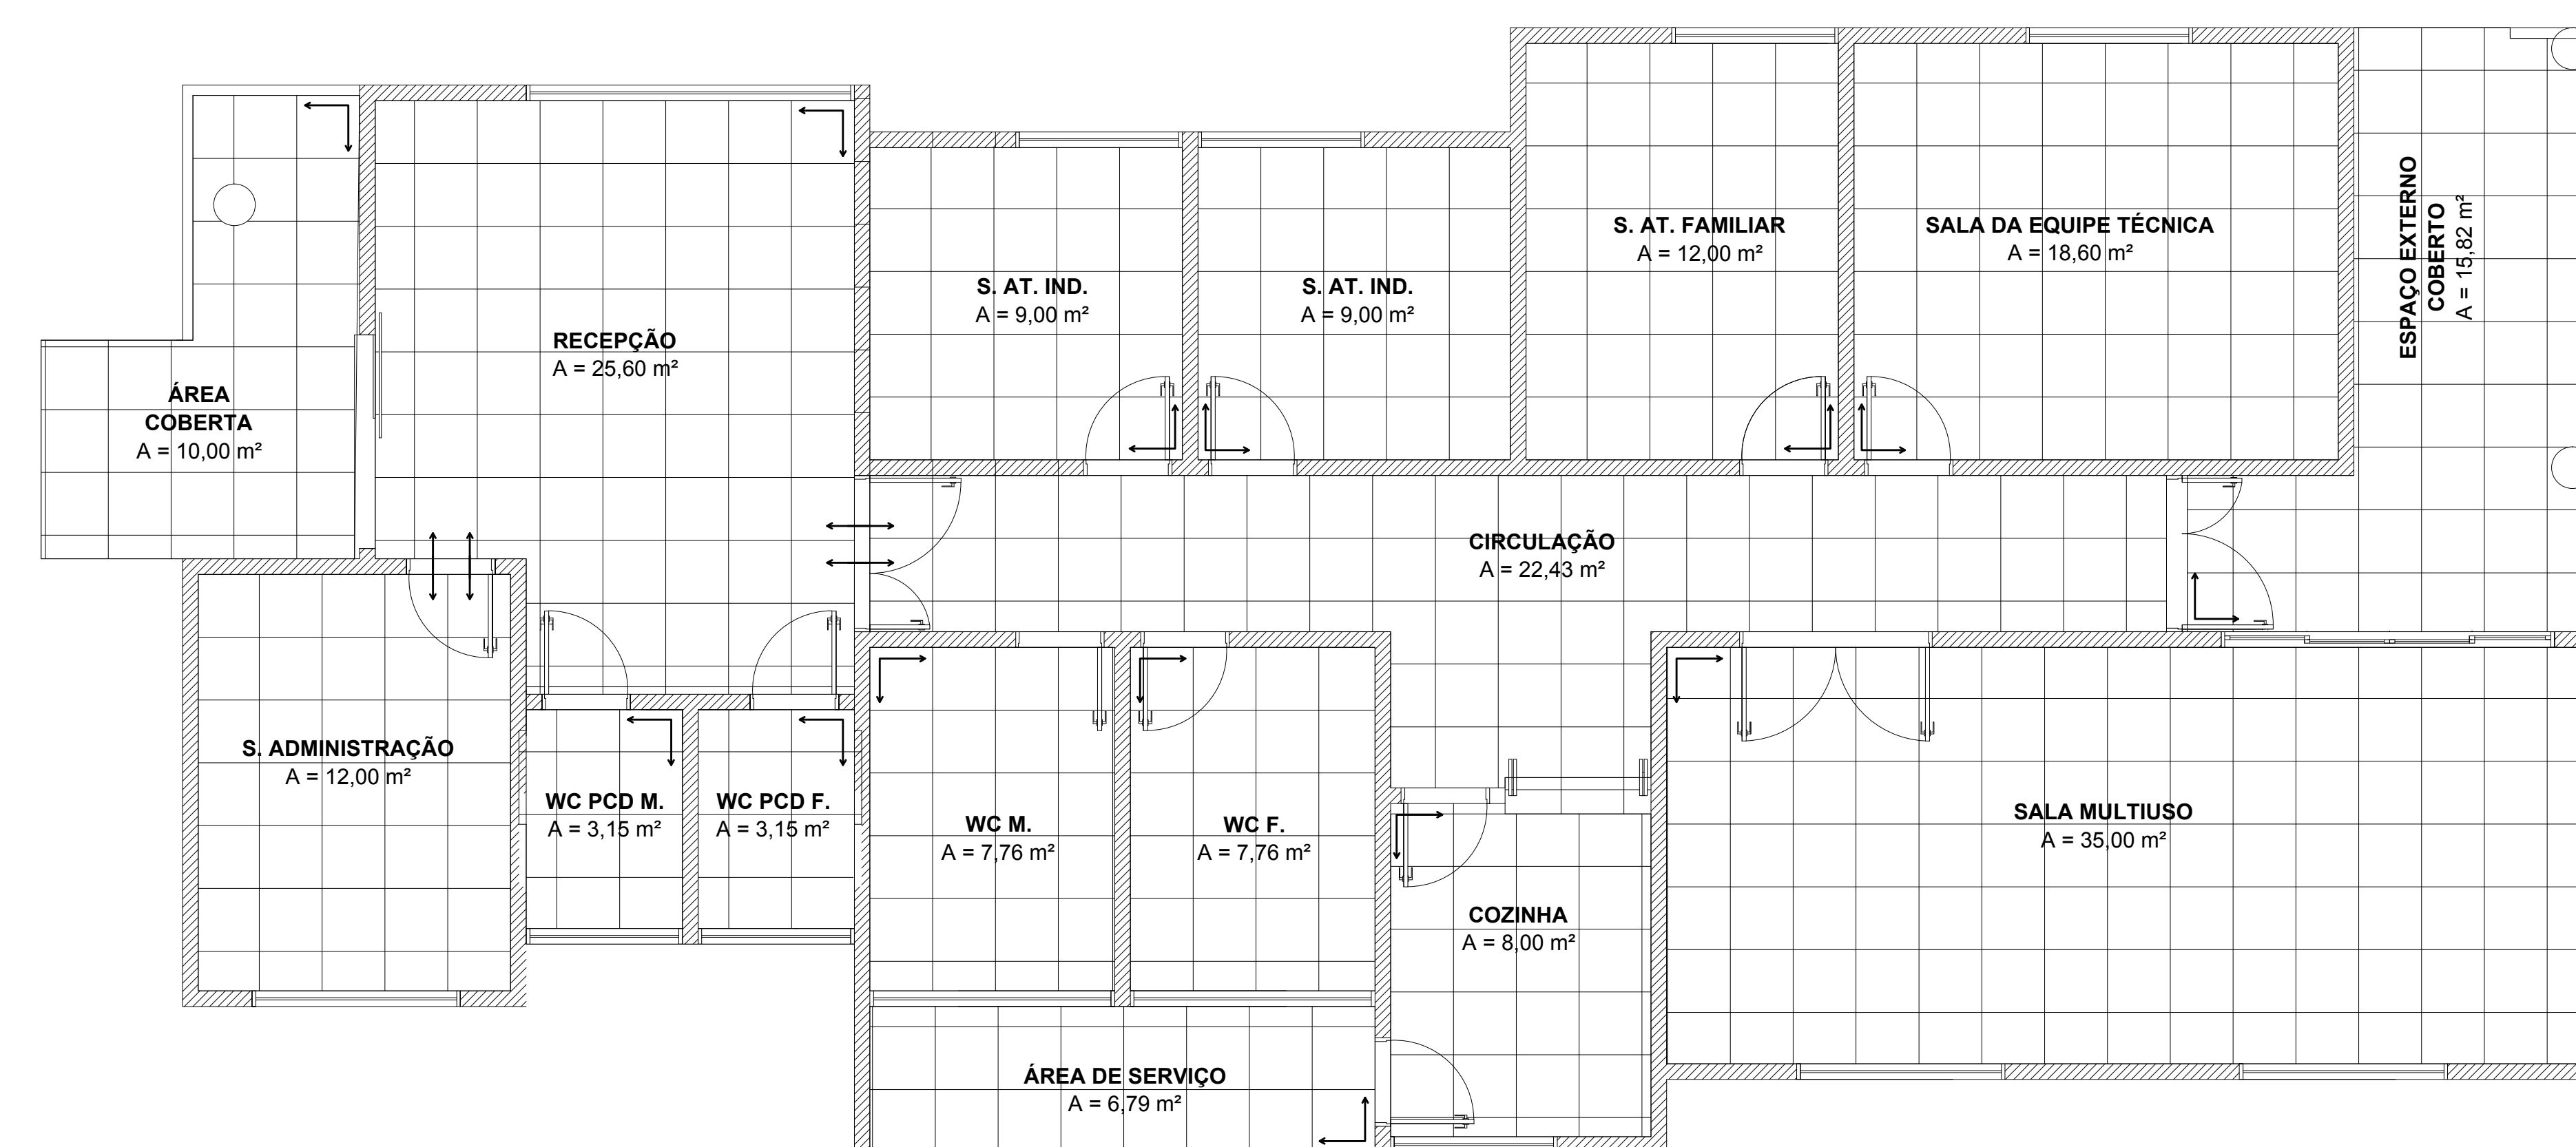 S. AT. FAMILIAR
A = 12,00 m²
SALA DA EQUIPE TÉCNICA
A = 18,60 m²
ESPAÇO EXTERNO
COBERTO
A = 15,82 m²
S. AT. IND.
A = 9,00 m²
S. AT. IND.
A = 9,00 m²
RECEPÇÃO
A = 25,60 m²
ÁREA
COBERTA
A = 10,00 m²
CIRCULAÇÃO
A = 22,43 m²
S. ADMINISTRAÇÃO
A = 12,00 m²
WC PCD M.
A = 3,15 m²
WC PCD F.
A = 3,15 m²
WC M.
A = 7,76 m²
WC F.
A = 7,76 m²
SALA MULTIUSO
A = 35,00 m²
COZINHA
A = 8,00 m²
ÁREA DE SERVIÇO
A = 6,79 m²